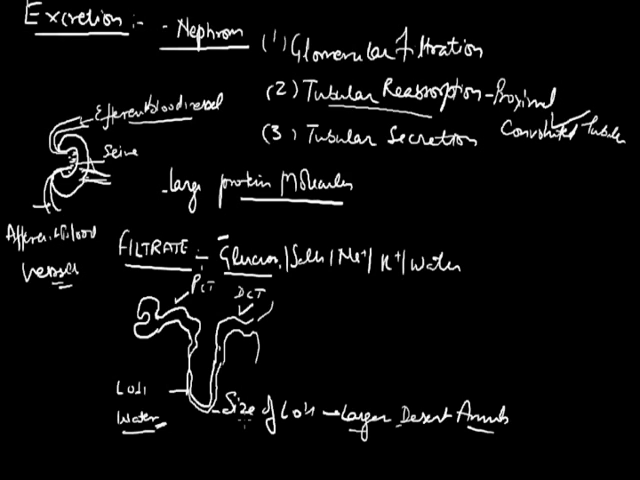 Excretion :- - Nephron
(1) Glomerular Filtration
(2) Tubular Reabsorption - Proximal
Convoluted Tubule
(3) Tubular Secretion
Efferent blood vessel
Seive
- large protein Molecules
Afferent Blood
vessel
FILTRATE :- Glucose / Salts / Na+ / K+ / Water
PCT
DCT
LOH
Water
- Size of LOH - Larger Desert Animals